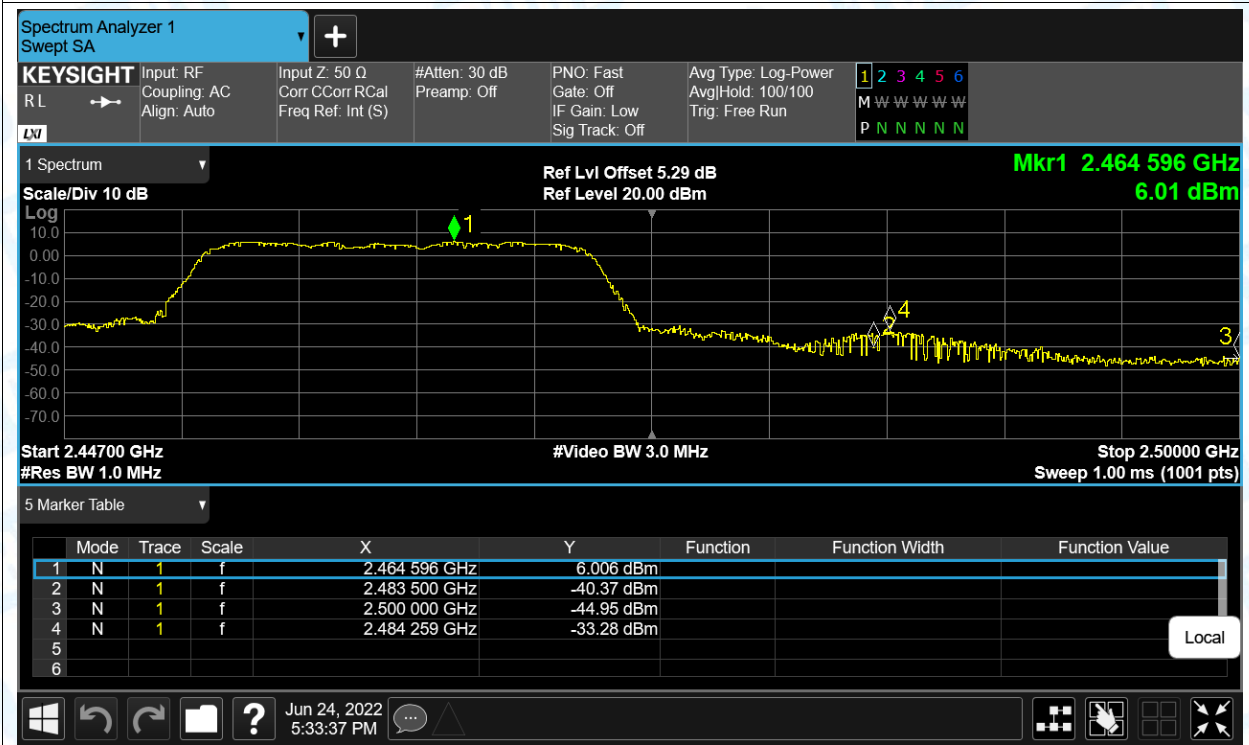 Spectrum Analyzer 1
Swept SA
+
KEYSIGHT Input: RF Input Z: 50 Ω #Atten: 30 dB PNO: Fast Avg Type: Log-Power 1 2 3 4 5 6
R L Coupling: AC Corr CCorr RCal Preamp: Off Gate: Off Avg|Hold: 100/100 M W W W W W W
Align: Auto Freq Ref: Int (S) IF Gain: Low Trig: Free Run
LXI Sig Track: Off P N N N N N
1 Spectrum Ref Lvl Offset 5.29 dB Mkr1 2.464 596 GHz
Scale/Div 10 dB Ref Level 20.00 dBm 6.01 dBm
Log
10.0
0.00
-10.0
-20.0
-30.0
-40.0
-50.0
-60.0
-70.0
1
4
2
3
Start 2.44700 GHz #Video BW 3.0 MHz Stop 2.50000 GHz
#Res BW 1.0 MHz Sweep 1.00 ms (1001 pts)
5 Marker Table
Mode Trace Scale X Y Function Function Width Function Value
1 N 1 f 2.464 596 GHz 6.006 dBm
2 N 1 f 2.483 500 GHz -40.37 dBm
3 N 1 f 2.500 000 GHz -44.95 dBm
4 N 1 f 2.484 259 GHz -33.28 dBm
5
6
Local
? Jun 24, 2022
5:33:37 PM